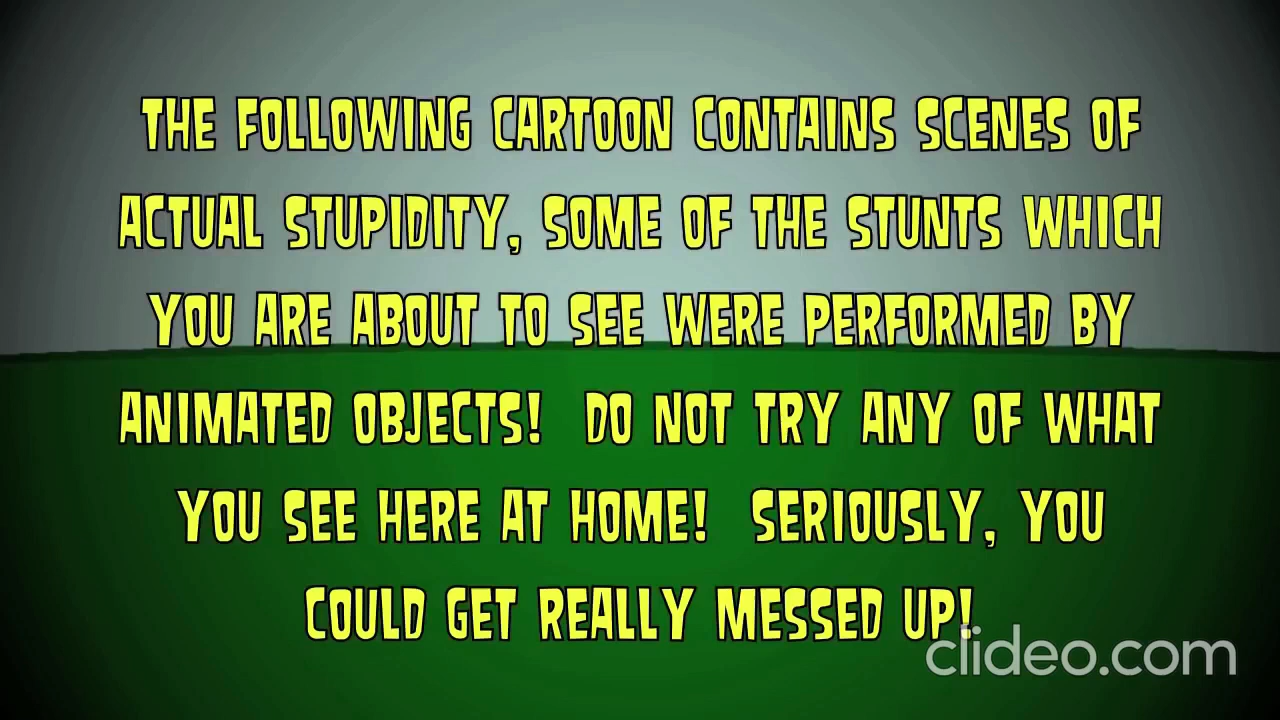 THE FOLLOWING CARTOON CONTAINS SCENES OF
ACTUAL STUPIDITY, SOME OF THE STUNTS WHICH
YOU ARE ABOUT TO SEE WERE PERFORMED BY
ANIMATED OBJECTS! DO NOT TRY ANY OF WHAT
YOU SEE HERE AT HOME! SERIOUSLY, YOU
COULD GET REALLY MESSED UP!
clideo.com